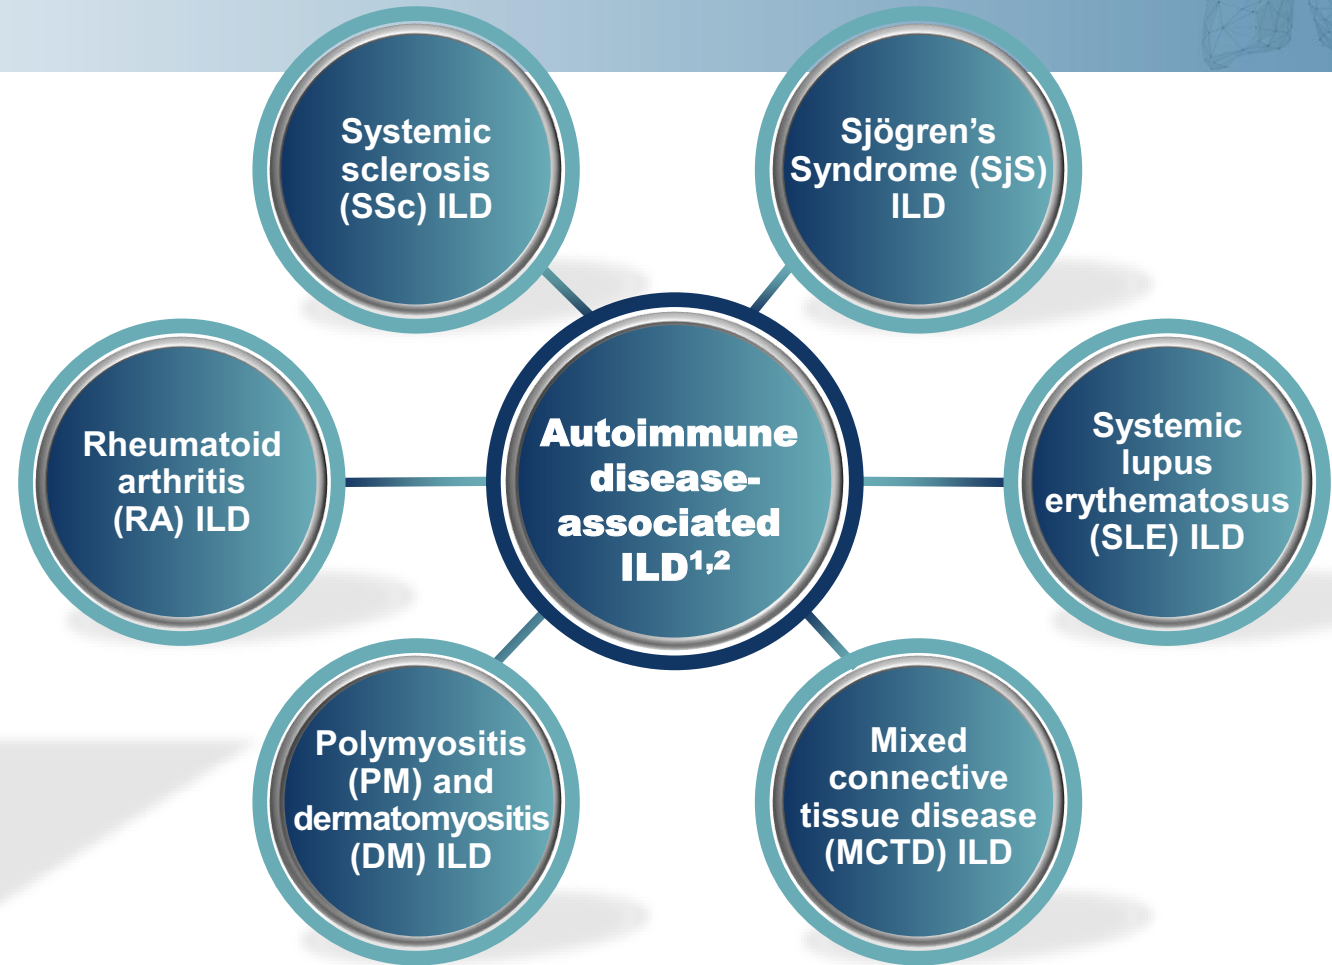 Systemic
sclerosis
(SSc) ILD
Sjögren’s
Syndrome (SjS)
ILD
Rheumatoid
arthritis
(RA) ILD
Autoimmune
disease-
associated
ILD1,2
Systemic
lupus
erythematosus
(SLE) ILD
Polymyositis
(PM) and
dermatomyositis
(DM) ILD
Mixed
connective
tissue disease
(MCTD) ILD